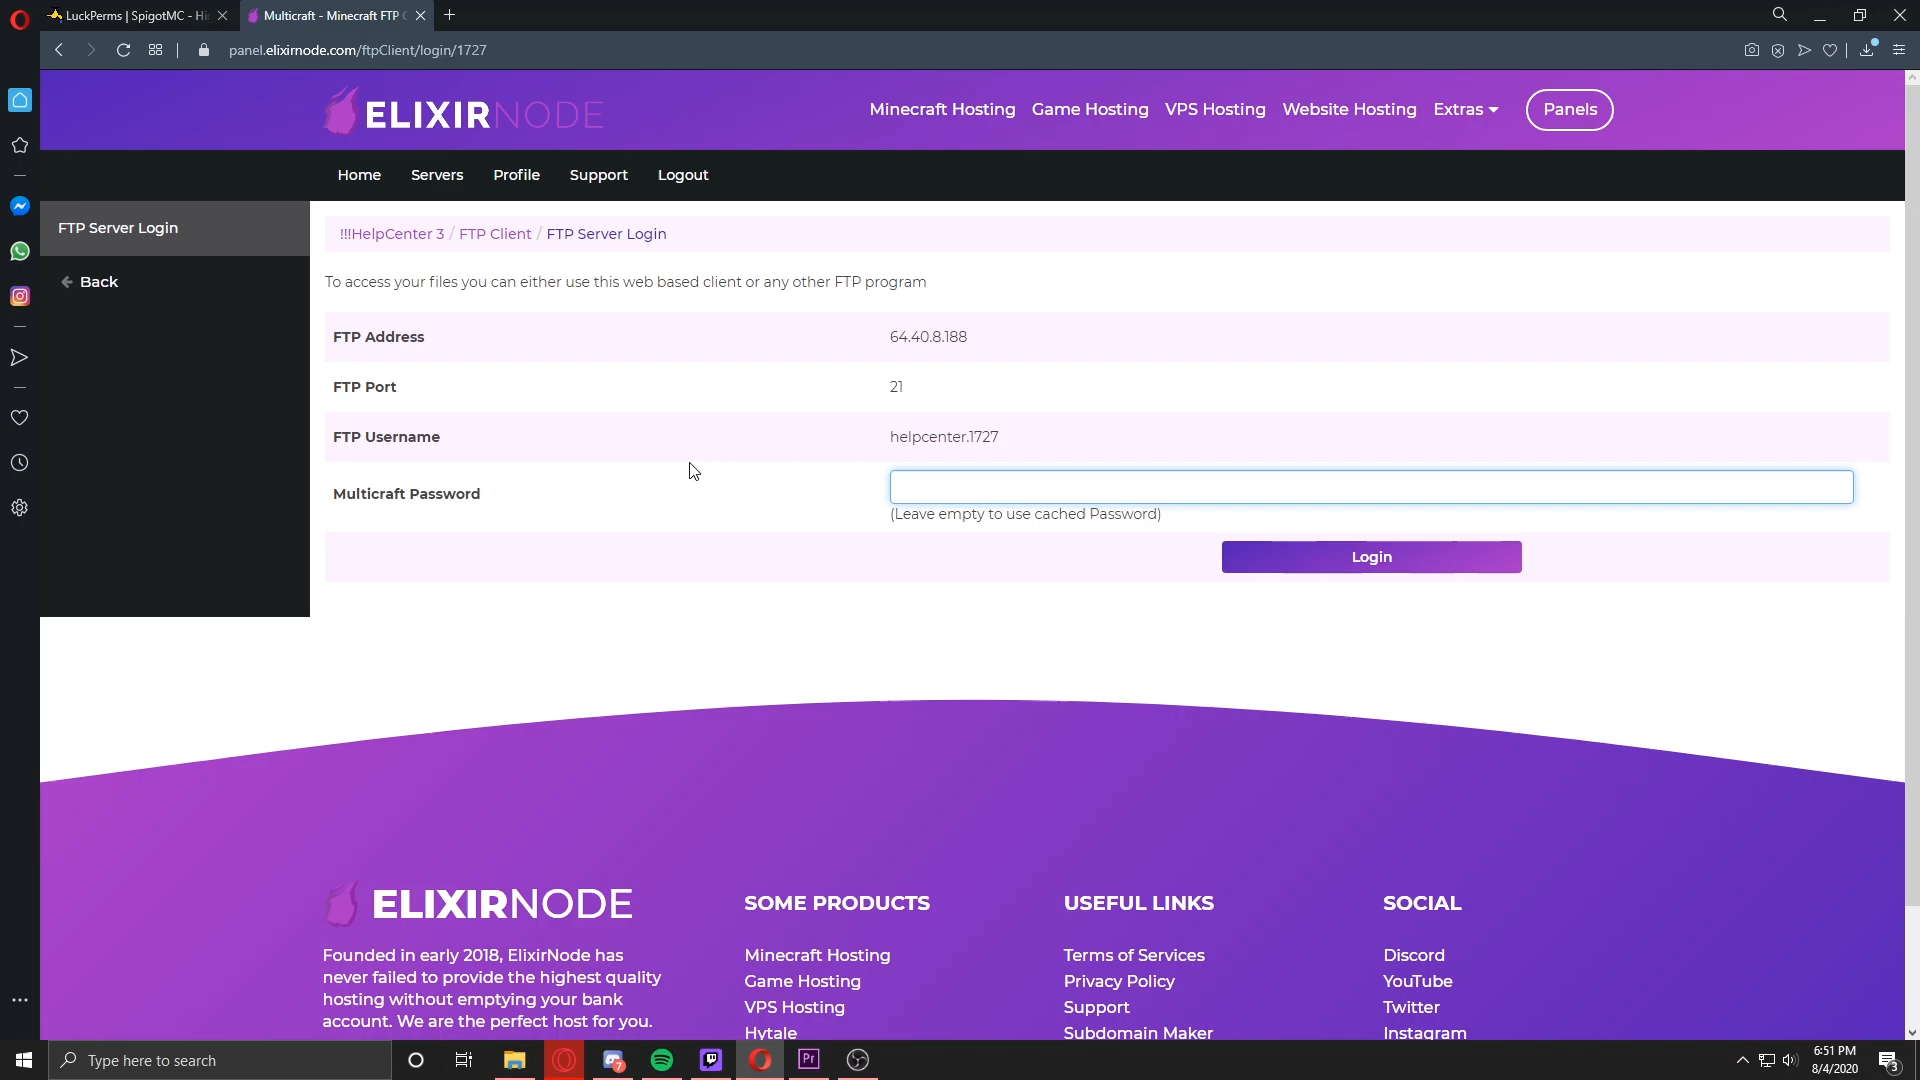 LuckPerms | SpigotMC - Hi
Multicraft - Minecraft FTP C
panel.elixirnode.com/ftpClient/login/1727
ELIXIRNODE
Minecraft Hosting
Game Hosting
VPS Hosting
Website Hosting
Extras
Panels
Home
Servers
Profile
Support
Logout
FTP Server Login
Back
!!!HelpCenter 3 / FTP Client / FTP Server Login
To access your files you can either use this web based client or any other FTP program
FTP Address 64.40.8.188
FTP Port 21
FTP Username helpcenter.1727
Multicraft Password
(Leave empty to use cached Password)
Login
ELIXIRNODE
Founded in early 2018, ElixirNode has
never failed to provide the highest quality
hosting without emptying your bank
account. We are the perfect host for you.
SOME PRODUCTS
Minecraft Hosting
Game Hosting
VPS Hosting
Hytale
USEFUL LINKS
Terms of Services
Privacy Policy
Support
Subdomain Maker
SOCIAL
Discord
YouTube
Twitter
Instagram
Type here to search
7
Pr
6:51 PM
8/4/2020
3